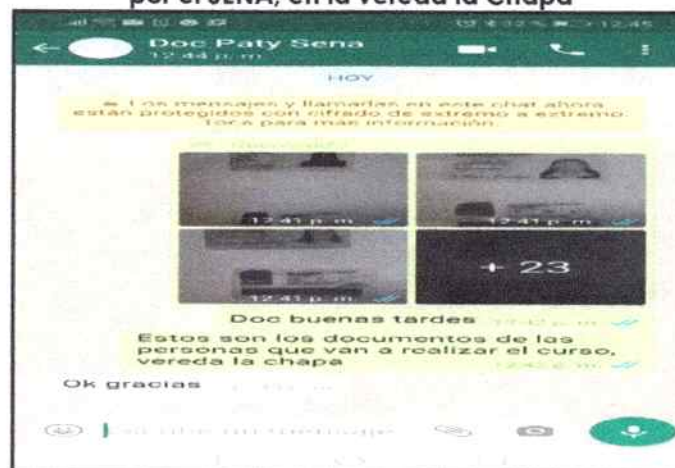 por el SENA, en la vereda la Chapa
12:45
Doc Paty Sena
12:44 p. m.
HOY
Los mensajes y llamadas en este chat ahora
están protegidos con cifrado de extremo a extremo.
Toca para más información.
12:41 p. m.
12:41 p. m.
12:41 p. m.
+ 23
Doc buenas tardes
Estos son los documentos de las
personas que van a realizar el curso,
vereda la chapa
Ok gracias